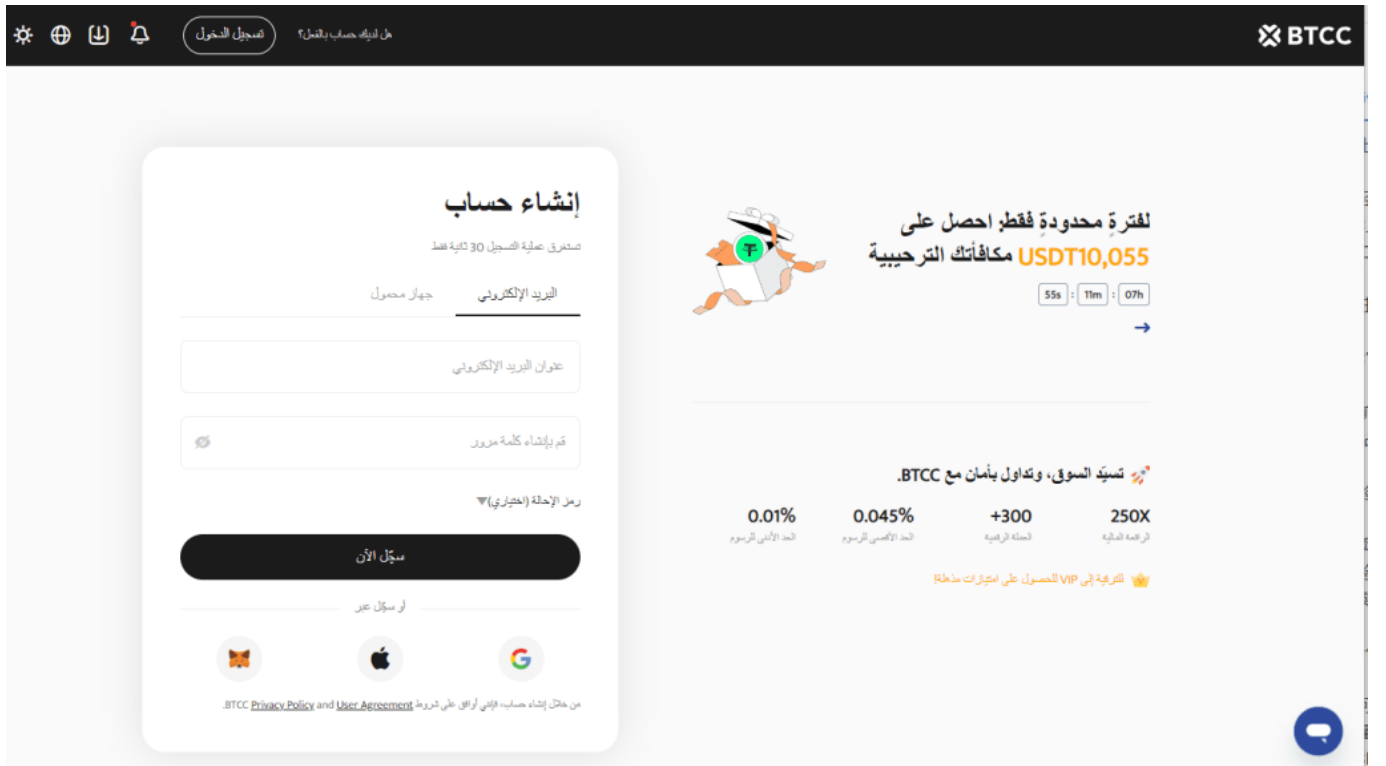 BTCC
هل لديك حساب بالفعل؟
تسجيل الدخول
لفترةِ محدودةِ فقط: احصل على
USDT10,055 مكافأتك الترحيبية
07h : 11m : 55s
تسيّد السوق، وتداول بأمان مع BTCC.
250X
الرافعة المالية
300+
العملة الرقمية
0.045%
الحد الأقصى للرسوم
0.01%
الحد الأدنى للرسوم
للترقية إلى VIP للحصول على امتيازات مذهلة!
إنشاء حساب
تستغرق عملية التسجيل 30 ثانية فقط
البريد الإلكتروني
جهاز محمول
عنوان البريد الإلكتروني
قم بإنشاء كلمة مرور
رمز الإحالة (اختياري)
سجّل الآن
أو سجّل عبر
من خلال إنشاء حساب، فإنني أوافق على شروط BTCC Privacy Policy and User Agreement.